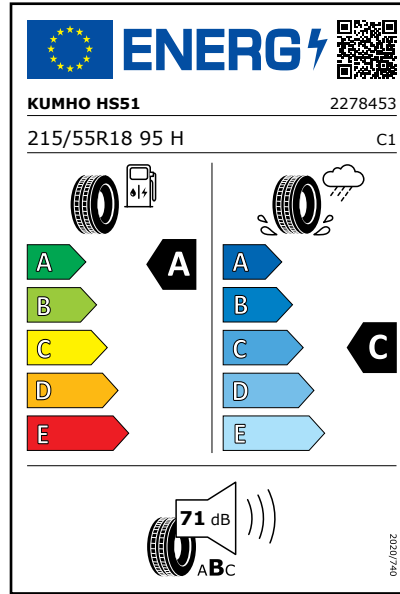 ENERG
KUMHO HS51 2278453
215/55R18 95 H C1
A A A
B B
C C C
D D
E E
71 dB
ABC
2020/740